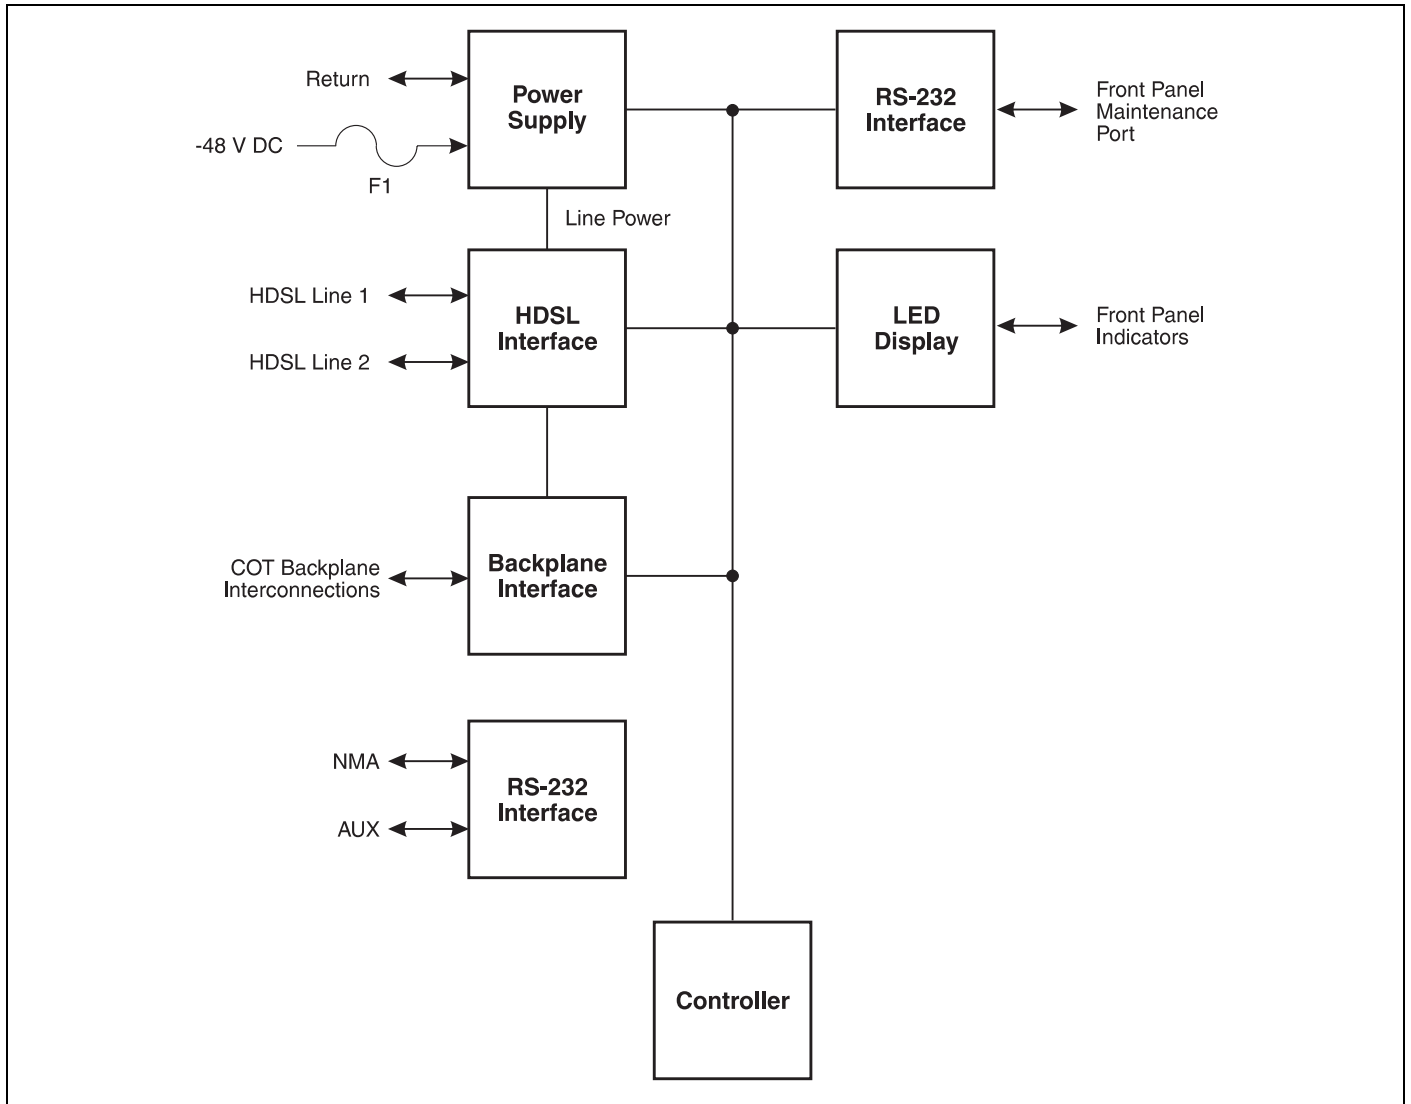 Return
-48 V DC
F1
Power
Supply
RS-232
Interface
Front Panel
Maintenance
Port
Line Power
HDSL Line 1
HDSL Line 2
HDSL
Interface
LED
Display
Front Panel
Indicators
COT Backplane
Interconnections
Backplane
Interface
NMA
AUX
RS-232
Interface
Controller